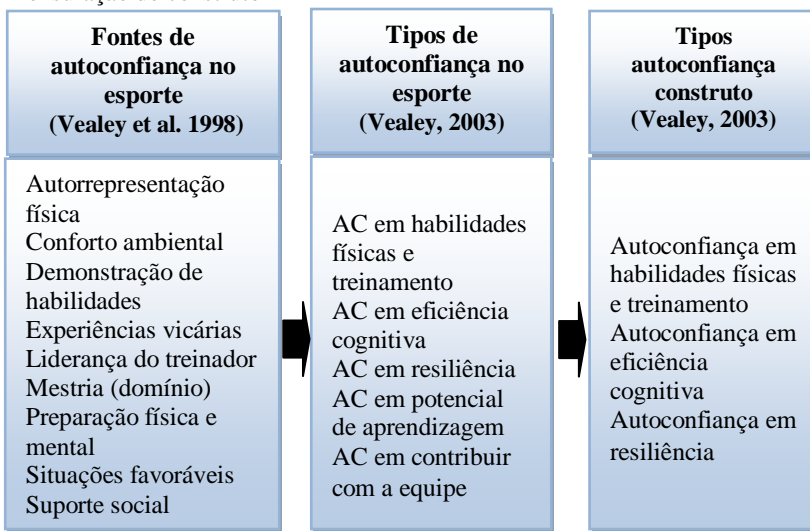 Fontes de
autoconfiança no
esporte
(Vealey et al. 1998)
Autorrepresentação
física
Conforto ambiental
Demonstração de
habilidades
Experiências vicárias
Liderança do treinador
Mestria (domínio)
Preparação física e
mental
Situações favoráveis
Suporte social
Tipos de
autoconfiança no
esporte
(Vealey, 2003)
AC em habilidades
físicas e
treinamento
AC em eficiência
cognitiva
AC em resiliência
AC em potencial
de aprendizagem
AC em contribuir
com a equipe
Tipos
autoconfiança
construto
(Vealey, 2003)
Autoconfiança em
habilidades físicas
e treinamento
Autoconfiança em
eficiência
cognitiva
Autoconfiança em
resiliência